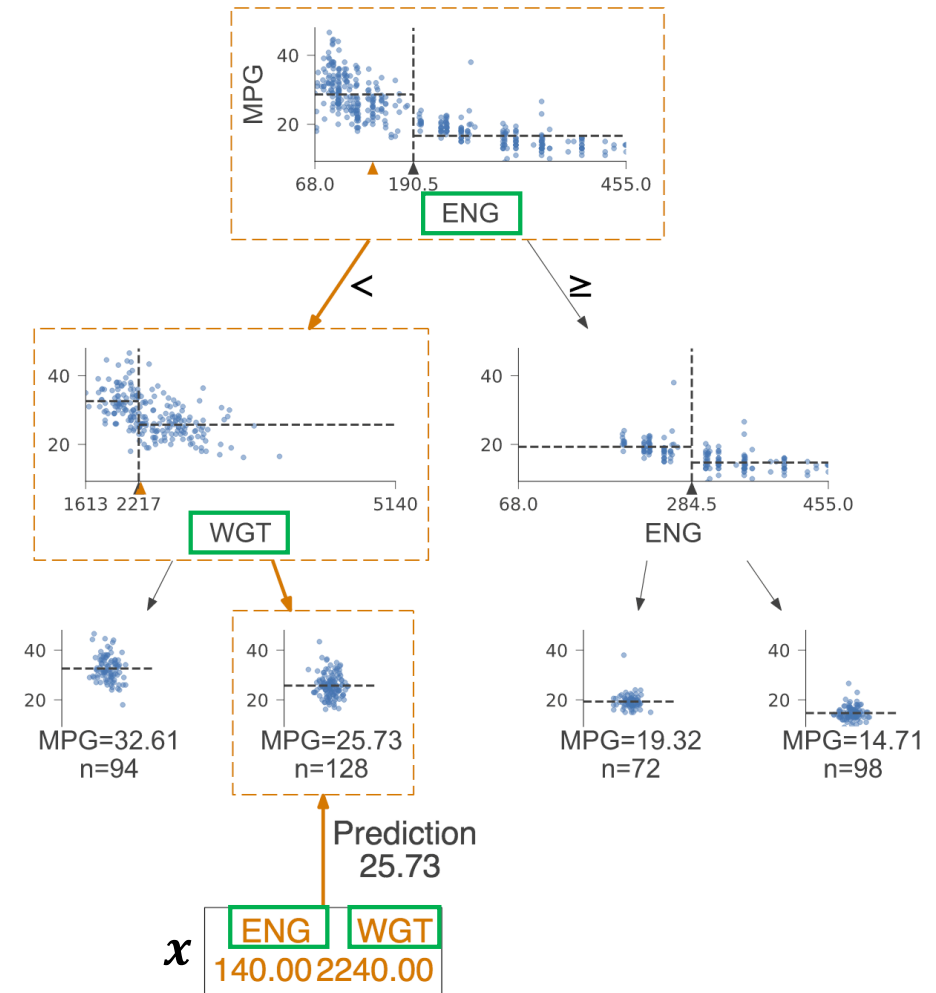 MPG
40
20
68.0 190.5 455.0
ENG
< ≥
40
20
1613 2217 5140
WGT
40
20
68.0 284.5 455.0
ENG
40
20
MPG=32.61
n=94
40
20
MPG=25.73
n=128
40
20
MPG=19.32
n=72
40
20
MPG=14.71
n=98
Prediction
25.73
x
ENG WGT
140.00 2240.00